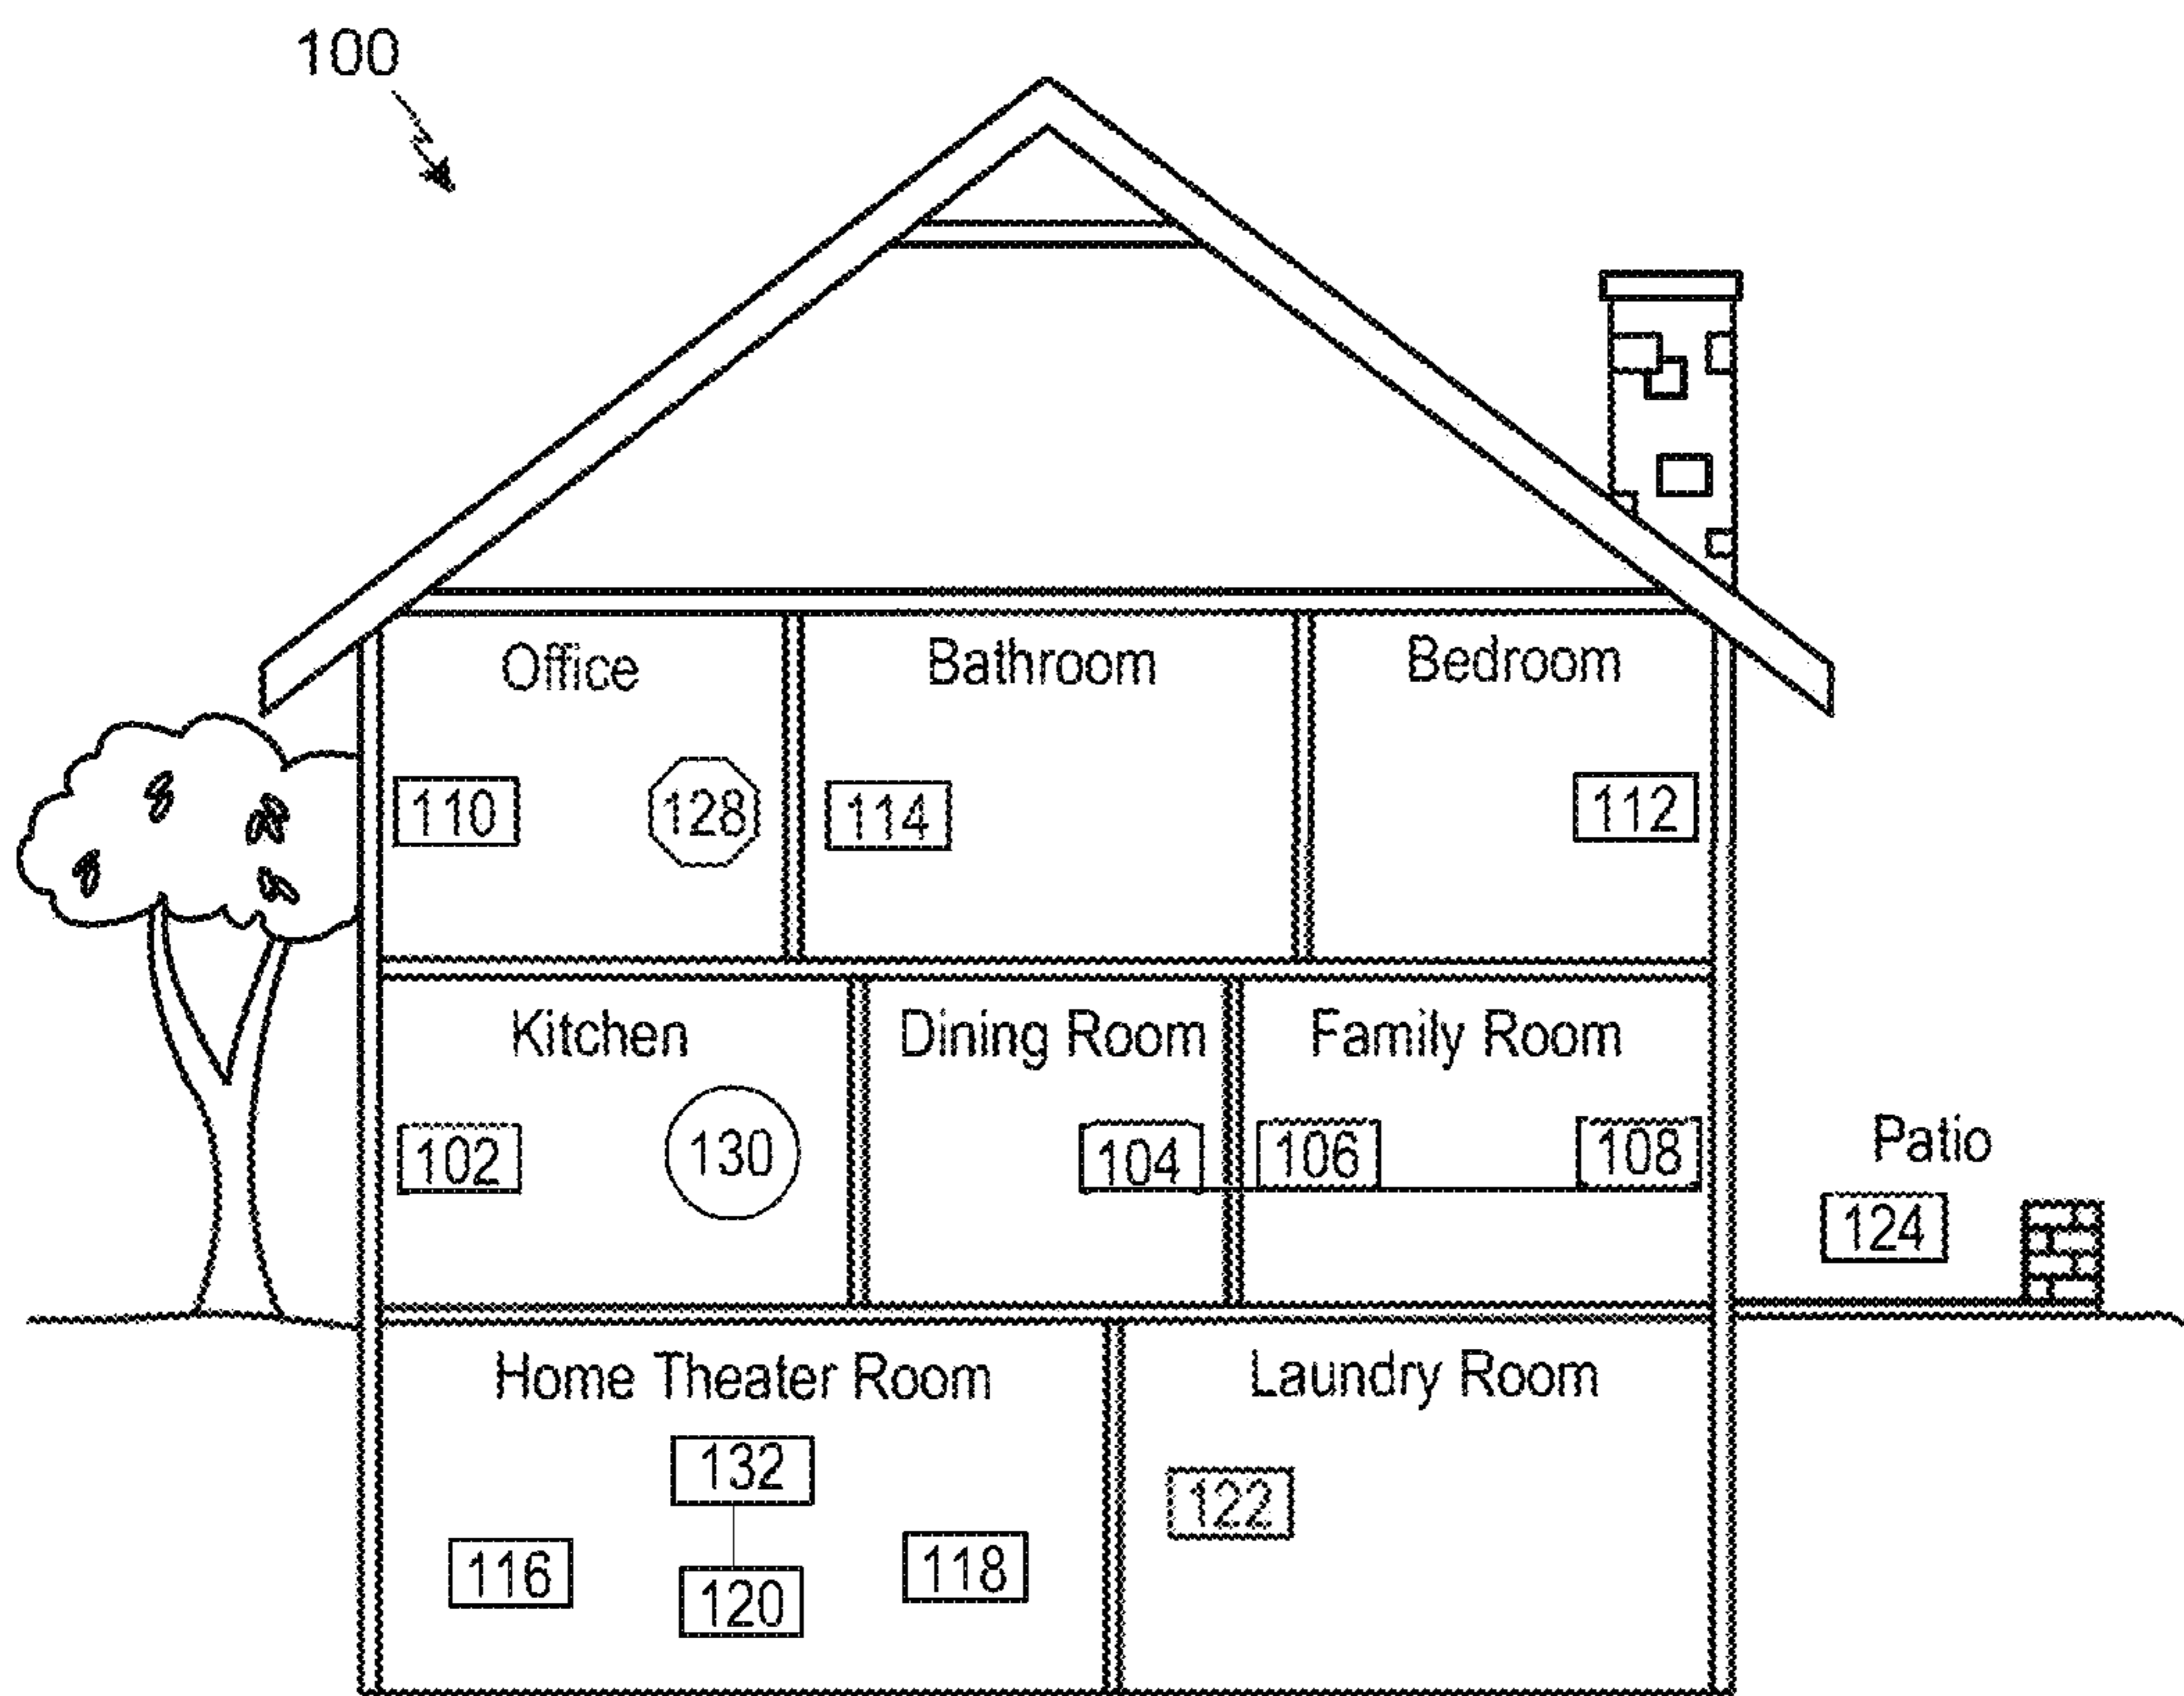 100
Office
Bathroom
Bedroom
110
128
114
112
Kitchen
Dining Room
Family Room
102
130
104
106
108
Patio
124
Home Theater Room
Laundry Room
132
122
116
120
118